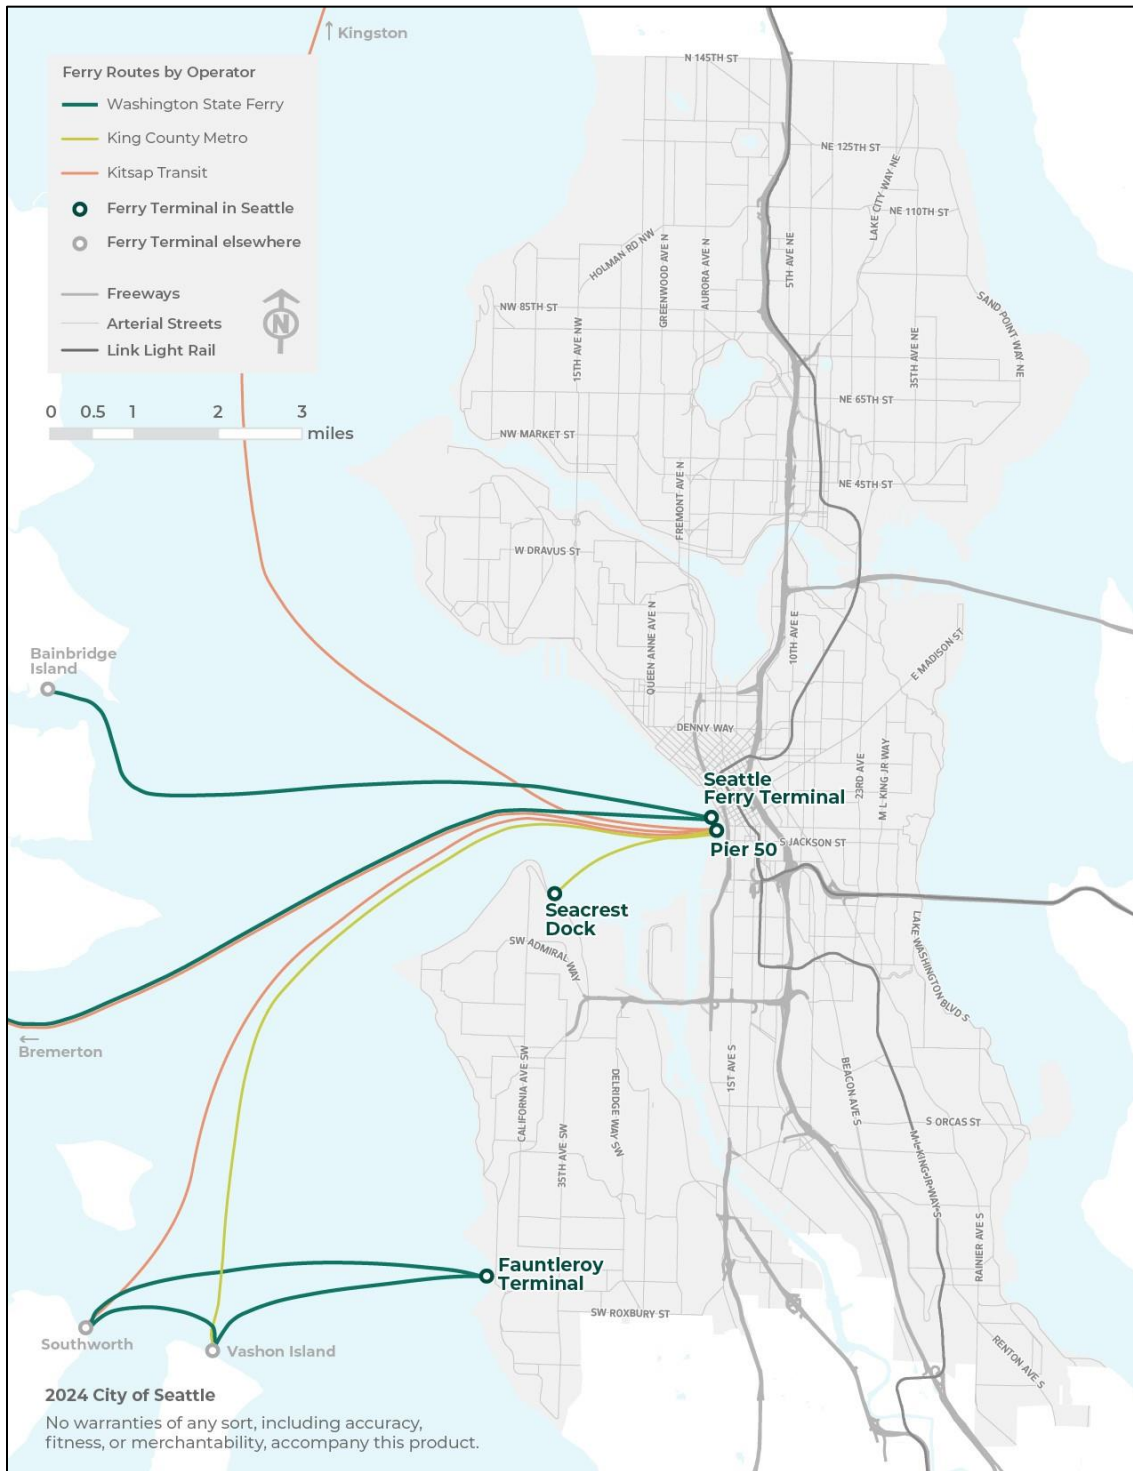 Kingston
Ferry Routes by Operator
Washington State Ferry
King County Metro
Kitsap Transit
Ferry Terminal in Seattle
Ferry Terminal elsewhere
Freeways
Arterial Streets
Link Light Rail
N
0 0.5 1 2 3
miles
N 145TH ST
NE 125TH ST
LAKE CITY WAY NE
NE 110TH ST
HOLMAN RD NW
GREENWOOD AVE N
AURORA AVE N
5TH AVE NE
SAND POINT WAY NE
NW 85TH ST
15TH AVE NW
35TH AVE NE
NE 65TH ST
NW MARKET ST
NE 45TH ST
FREMONT AVE N
W DRAVUS ST
QUEEN ANNE AVE N
10TH AVE E
E MADISON ST
Bainbridge
Island
DENNY WAY
23RD AVE
M L KING JR WAY
Seattle
Ferry Terminal
Pier 50
S JACKSON ST
Seacrest
Dock
SW ADMIRAL WAY
LAKE WASHINGTON BLVD S
Bremerton
CALIFORNIA AVE SW
35TH AVE SW
DELRIDGE WAY SW
1ST AVE S
BEACON AVE S
S ORCAS ST
M L KING JR WAY S
RAINIER AVE S
Fauntleroy
Terminal
SW ROXBURY ST
RENTON AVE S
Southworth
Vashon Island
2024 City of Seattle
No warranties of any sort, including accuracy,
fitness, or merchantability, accompany this product.